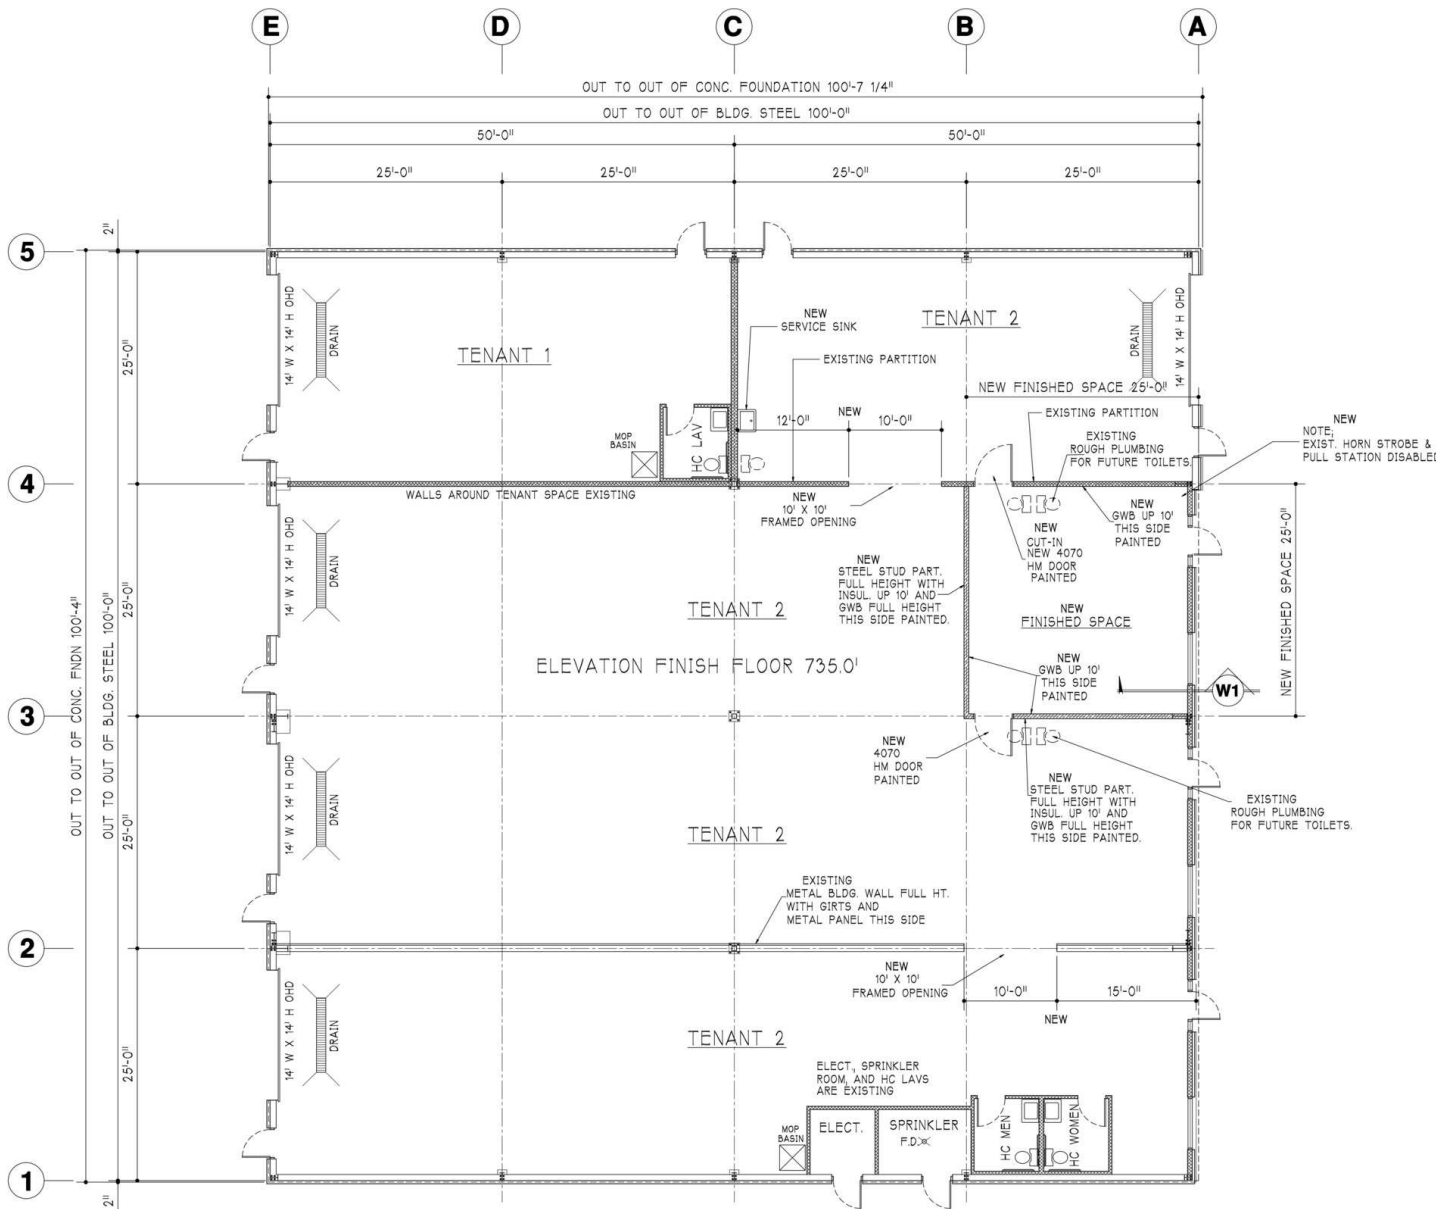 E
D
C
B
A
OUT TO OUT OF CONC. FOUNDATION 100'-7 1/4"
OUT TO OUT OF BLDG. STEEL 100'-0"
50'-0"
50'-0"
25'-0"
25'-0"
25'-0"
25'-0"
2"
5
14' W X 14' H OHD
DRAIN
TENANT 1
NEW
SERVICE SINK
TENANT 2
DRAIN
14' W X 14' H OHD
EXISTING PARTITION
NEW FINISHED SPACE 25'-0"
25'-0"
12'-0"
NEW
10'-0"
EXISTING PARTITION
EXISTING
ROUGH PLUMBING
FOR FUTURE TOILETS.
NEW
NOTE;
EXIST. HORN STROBE &
PULL STATION DISABLED
MOP
BASIN
HC LAV
4
WALLS AROUND TENANT SPACE EXISTING
NEW
10' X 10'
FRAMED OPENING
NEW
GWB UP 10'
THIS SIDE
PAINTED
NEW
CUT-IN
NEW 4070
HM DOOR
PAINTED
14' W X 14' H OHD
DRAIN
NEW
STEEL STUD PART.
FULL HEIGHT WITH
INSUL. UP 10' AND
GWB FULL HEIGHT
THIS SIDE PAINTED.
TENANT 2
NEW
FINISHED SPACE
NEW FINISHED SPACE 25'-0"
25'-0"
OUT TO OUT OF CONC. FNDN 100'-4"
OUT TO OUT OF BLDG. STEEL 100'-0"
ELEVATION FINISH FLOOR 735.0'
NEW
GWB UP 10'
THIS SIDE
PAINTED
W1
3
NEW
4070
HM DOOR
PAINTED
14' W X 14' H OHD
DRAIN
NEW
STEEL STUD PART.
FULL HEIGHT WITH
INSUL. UP 10' AND
GWB FULL HEIGHT
THIS SIDE PAINTED.
EXISTING
ROUGH PLUMBING
FOR FUTURE TOILETS.
25'-0"
TENANT 2
EXISTING
METAL BLDG. WALL FULL HT.
WITH GIRTS AND
METAL PANEL THIS SIDE
2
NEW
10' X 10'
FRAMED OPENING
10'-0"
15'-0"
NEW
14' W X 14' H OHD
DRAIN
TENANT 2
25'-0"
ELECT., SPRINKLER
ROOM, AND HC LAVS
ARE EXISTING
MOP
BASIN
ELECT.
SPRINKLER
F.D.
HC MEN
HC WOMEN
1
2"